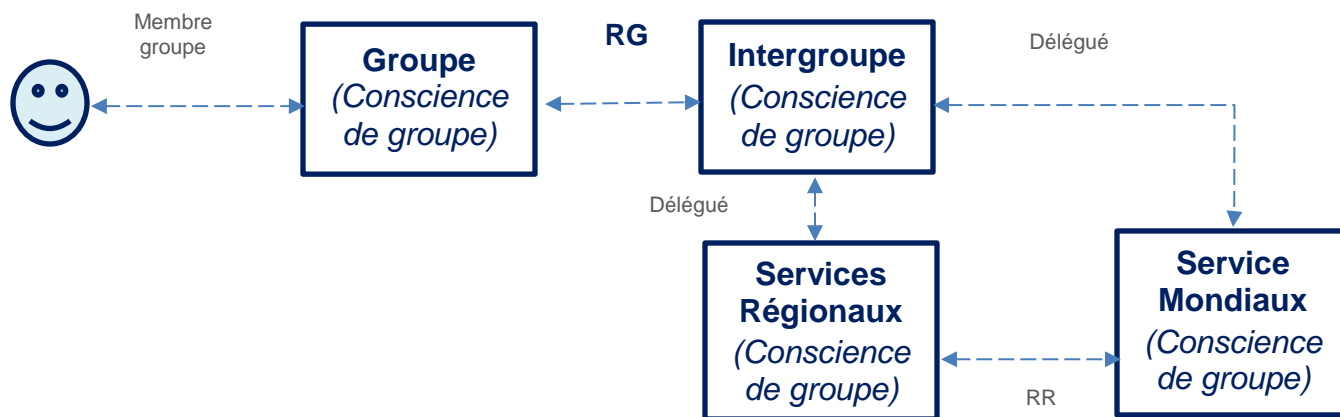 Membre
groupe
Groupe
(Conscience
de groupe)
RG
Intergroupe
(Conscience
de groupe)
Délégué
Délégué
Services
Régionaux
(Conscience
de groupe)
RR
Service
Mondiaux
(Conscience
de groupe)